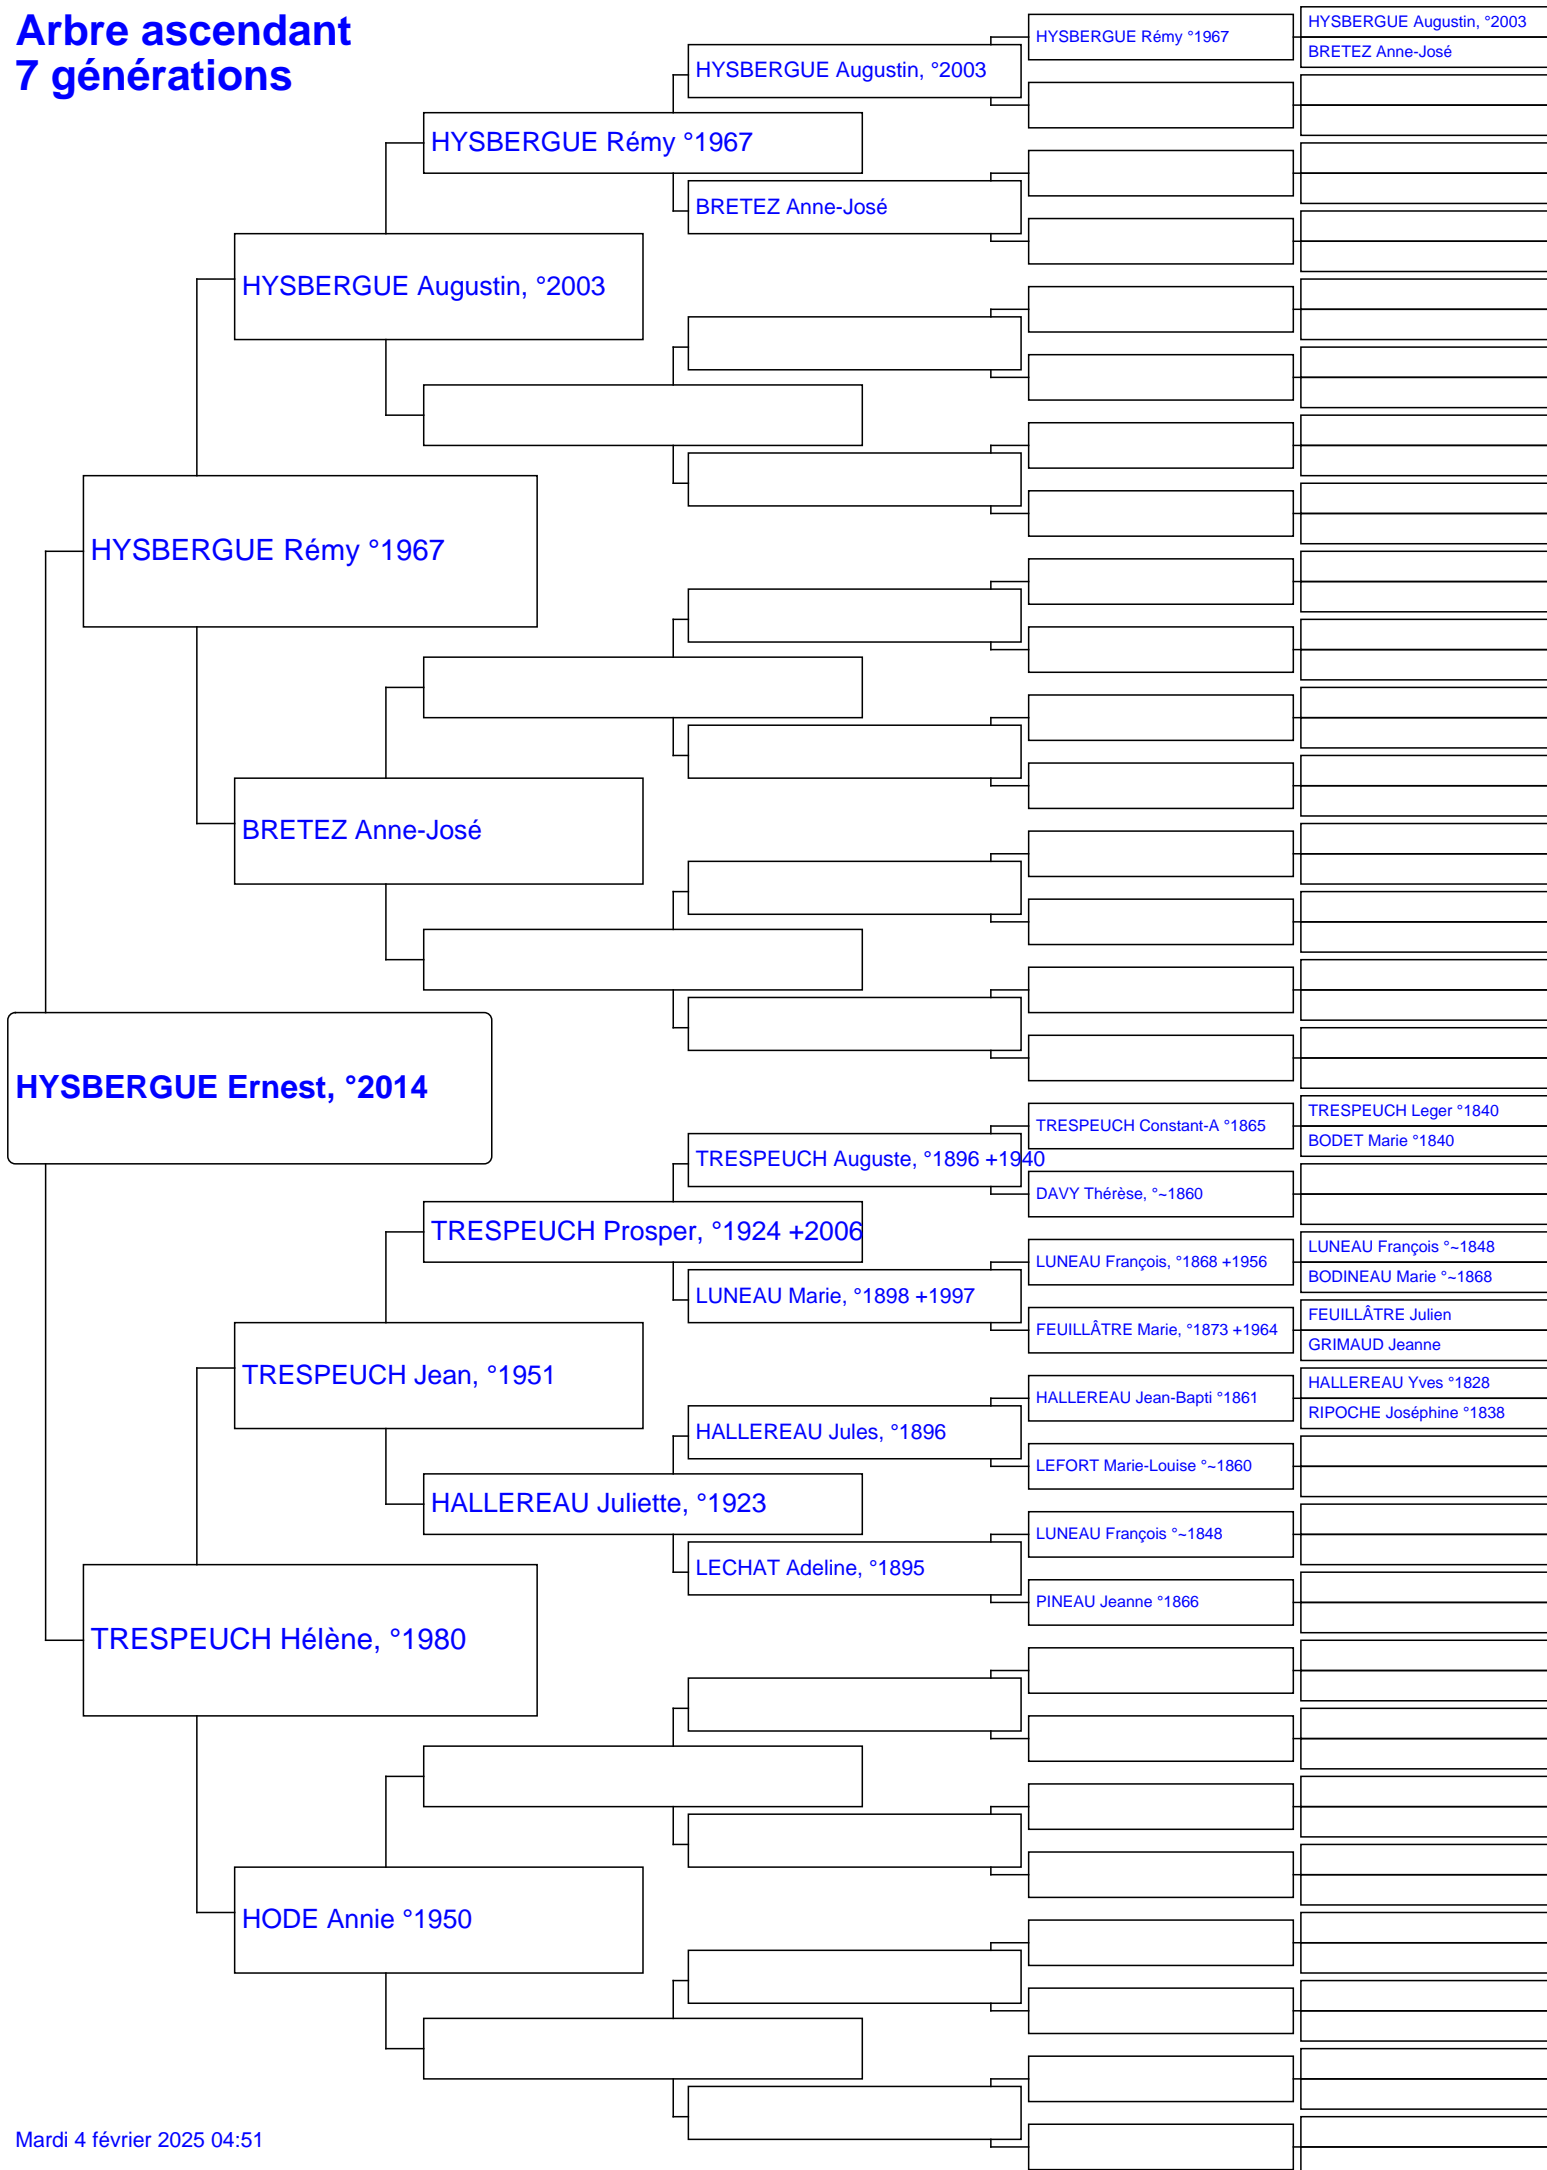 Arbre ascendant
7 générations
HYSBERGUE Ernest, °2014
HYSBERGUE Rémy °1967
TRESPEUCH Hélène, °1980
HYSBERGUE Augustin, °2003
BRETEZ Anne-José
TRESPEUCH Jean, °1951
HODE Annie °1950
HYSBERGUE Rémy °1967
TRESPEUCH Prosper, °1924 +2006
HALLEREAU Juliette, °1923
HYSBERGUE Augustin, °2003
BRETEZ Anne-José
TRESPEUCH Auguste, °1896 +1940
LUNEAU Marie, °1898 +1997
HALLEREAU Jules, °1896
LECHAT Adeline, °1895
HYSBERGUE Rémy °1967
TRESPEUCH Constant-A °1865
DAVY Thérèse, °~1860
LUNEAU François, °1868 +1956
FEUILLÂTRE Marie, °1873 +1964
HALLEREAU Jean-Bapti °1861
LEFORT Marie-Louise °~1860
LUNEAU François °~1848
PINEAU Jeanne °1866
HYSBERGUE Augustin, °2003
BRETEZ Anne-José
TRESPEUCH Leger °1840
BODET Marie °1840
LUNEAU François °~1848
BODINEAU Marie °~1868
FEUILLÂTRE Julien
GRIMAUD Jeanne
HALLEREAU Yves °1828
RIPOCHE Joséphine °1838
Mardi 4 février 2025 04:51